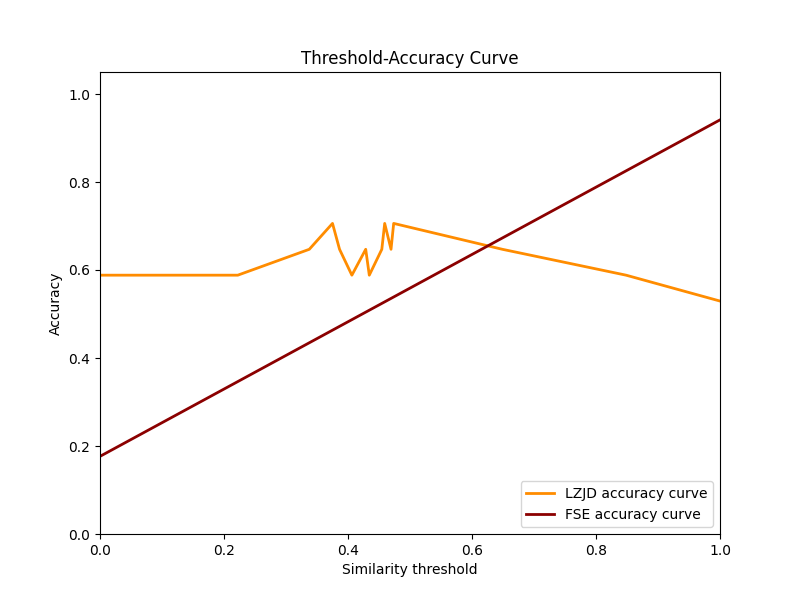 Threshold-Accuracy Curve
1.0
0.8
0.6
0.4
0.2
0.0
Accuracy
0.0 0.2 0.4 0.6 0.8 1.0
Similarity threshold
LZJD accuracy curve
FSE accuracy curve